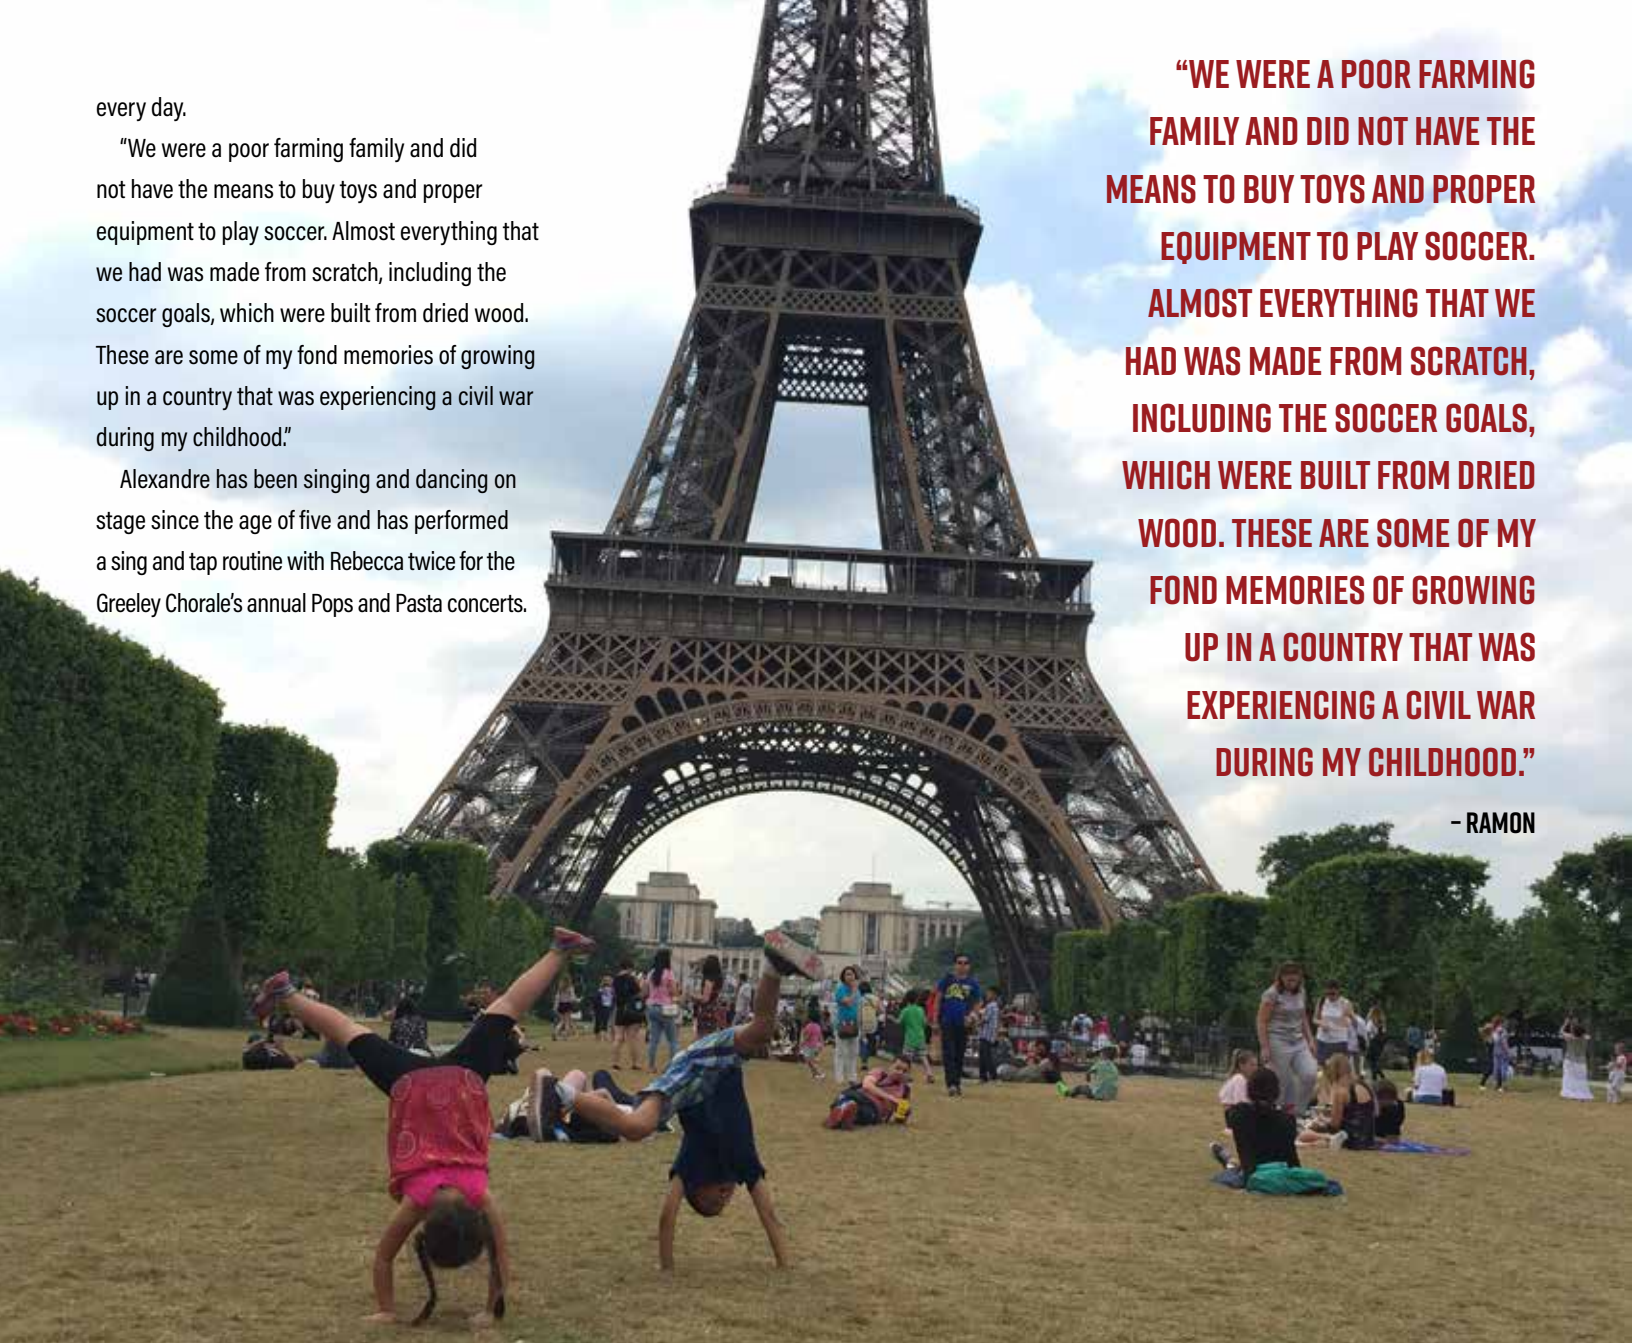 every day.
“We were a poor farming family and did
not have the means to buy toys and proper
equipment to play soccer. Almost everything that
we had was made from scratch, including the
soccer goals, which were built from dried wood.
These are some of my fond memories of growing
up in a country that was experiencing a civil war
during my childhood.”
Alexandre has been singing and dancing on
stage since the age of five and has performed
a sing and tap routine with Rebecca twice for the
Greeley Chorale’s annual Pops and Pasta concerts.
“WE WERE A POOR FARMING
FAMILY AND DID NOT HAVE THE
MEANS TO BUY TOYS AND PROPER
EQUIPMENT TO PLAY SOCCER.
ALMOST EVERYTHING THAT WE
HAD WAS MADE FROM SCRATCH,
INCLUDING THE SOCCER GOALS,
WHICH WERE BUILT FROM DRIED
WOOD. THESE ARE SOME OF MY
FOND MEMORIES OF GROWING
UP IN A COUNTRY THAT WAS
EXPERIENCING A CIVIL WAR
DURING MY CHILDHOOD.”
– RAMON